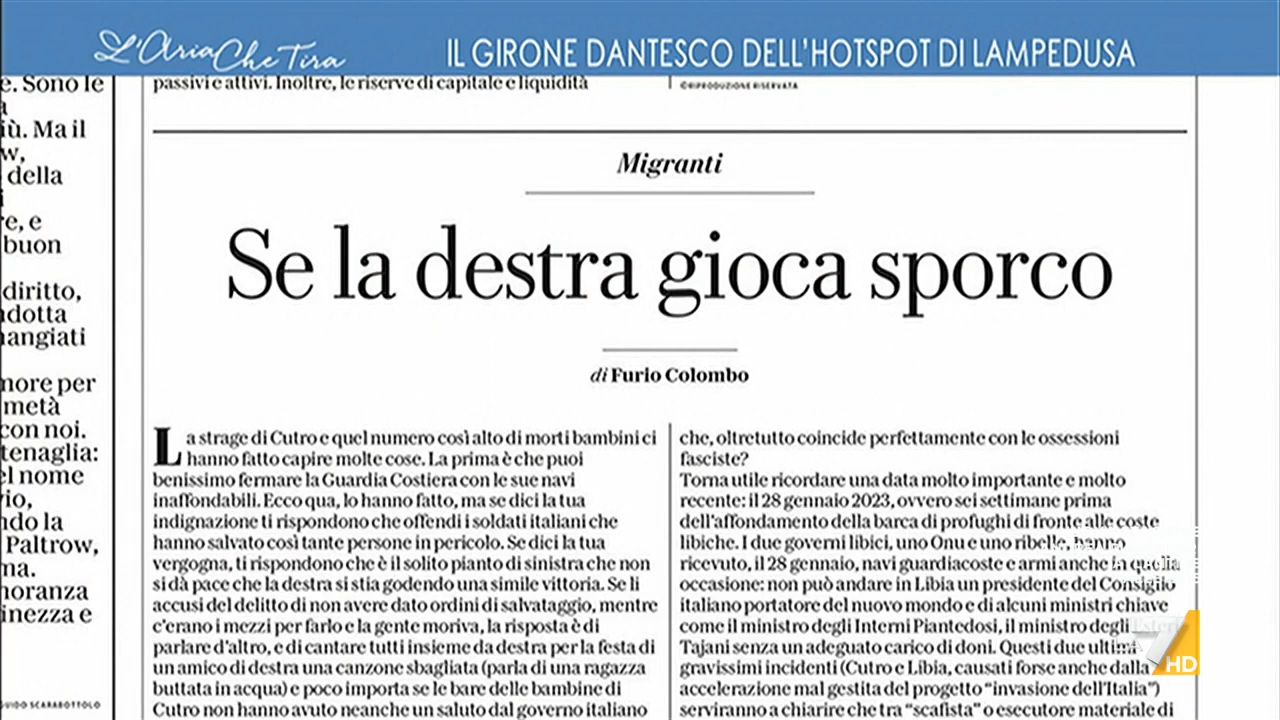 L'Aria Che Tira
IL GIRONE DANTESCO DELL'HOTSPOT DI LAMPEDUSA
e. Sono le
a
iù. Ma il
w,
della
i
re, e
buon
diritto,
ndotta
nangiati
nore per
metà
con noi.
tenaglia:
el nome
vio,
ndo la
Paltrow,
ma.
noranza
inezza e
GUIDO SCARABOTTOLO
passivi e attivi. Inoltre, le riserve di capitale e liquidità
©RIPRODUZIONE RISERVATA
Migranti
Se la destra gioca sporco
di Furio Colombo
La strage di Cutro e quel numero così alto di morti bambini ci
hanno fatto capire molte cose. La prima è che puoi
benissimo fermare la Guardia Costiera con le sue navi
inaffondabili. Ecco qua, lo hanno fatto, ma se dici la tua
indignazione ti rispondono che offendi i soldati italiani che
hanno salvato così tante persone in pericolo. Se dici la tua
vergogna, ti rispondono che è il solito pianto di sinistra che non
si dà pace che la destra si stia godendo una simile vittoria. Se li
accusi del delitto di non avere dato ordini di salvataggio, mentre
c'erano i mezzi per farlo e la gente moriva, la risposta è di
parlare d'altro, e di cantare tutti insieme da destra per la festa di
un amico di destra una canzone sbagliata (parla di una ragazza
buttata in acqua) e poco importa se le bare delle bambine di
Cutro non hanno avuto neanche un saluto dal governo italiano
che, oltretutto coincide perfettamente con le ossessioni
fasciste?
Torna utile ricordare una data molto importante e molto
recente: il 28 gennaio 2023, ovvero sei settimane prima
dell'affondamento della barca di profughi di fronte alle coste
libiche. I due governi libici, uno Onu e uno ribelle, hanno
ricevuto, il 28 gennaio, navi guardiacoste e armi anche in quella
occasione: non può andare in Libia un presidente del Consiglio
italiano portatore del nuovo mondo e di alcuni ministri chiave
come il ministro degli Interni Piantedosi, il ministro degli Esteri
Tajani senza un adeguato carico di doni. Questi due ultimi
gravissimi incidenti (Cutro e Libia, causati forse anche dalla
accelerazione mal gestita del progetto "invasione dell'Italia")
serviranno a chiarire che tra "scafista" o esecutore materiale di
7
HD